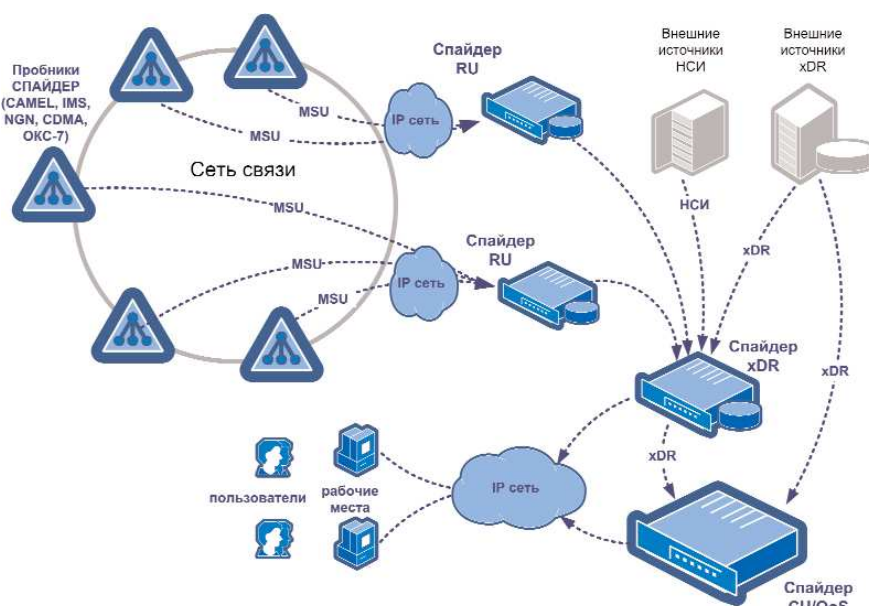 Спайдер
RU
Внешние
источники
НСИ
Внешние
источники
xDR
Пробники
СПАЙДЕР
(CAMEL, IMS,
NGN, CDMA,
ОКС-7)
MSU
MSU
IP сеть
Сеть связи
НСИ
xDR
Спайдер
RU
MSU
MSU
IP сеть
Спайдер
xDR
xDR
xDR
IP сеть
пользователи
рабочие
места
Спайдер